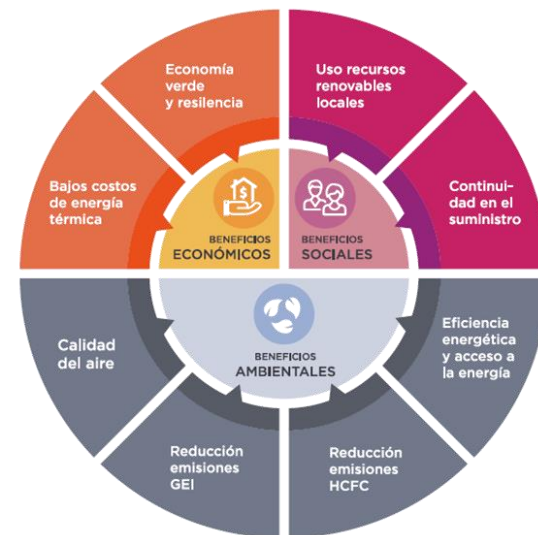 Economía
verde
y resilencia
Uso recursos
renovables
locales
Bajos costos
de energía
térmica
Continui-
dad en el
suministro
BENEFICIOS
ECONÓMICOS
BENEFICIOS
SOCIALES
BENEFICIOS
AMBIENTALES
Calidad
del aire
Eficiencia
energética
y acceso a
la energía
Reducción
emisiones
GEI
Reducción
emisiones
HCFC